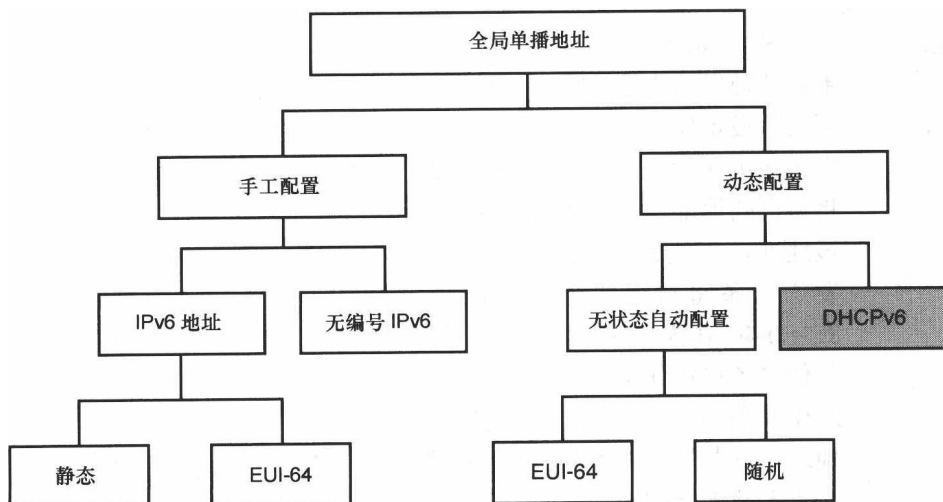 全局单播地址
手工配置
动态配置
IPv6 地址
无编号 IPv6
无状态自动配置
DHCPv6
静态
EUI-64
EUI-64
随机